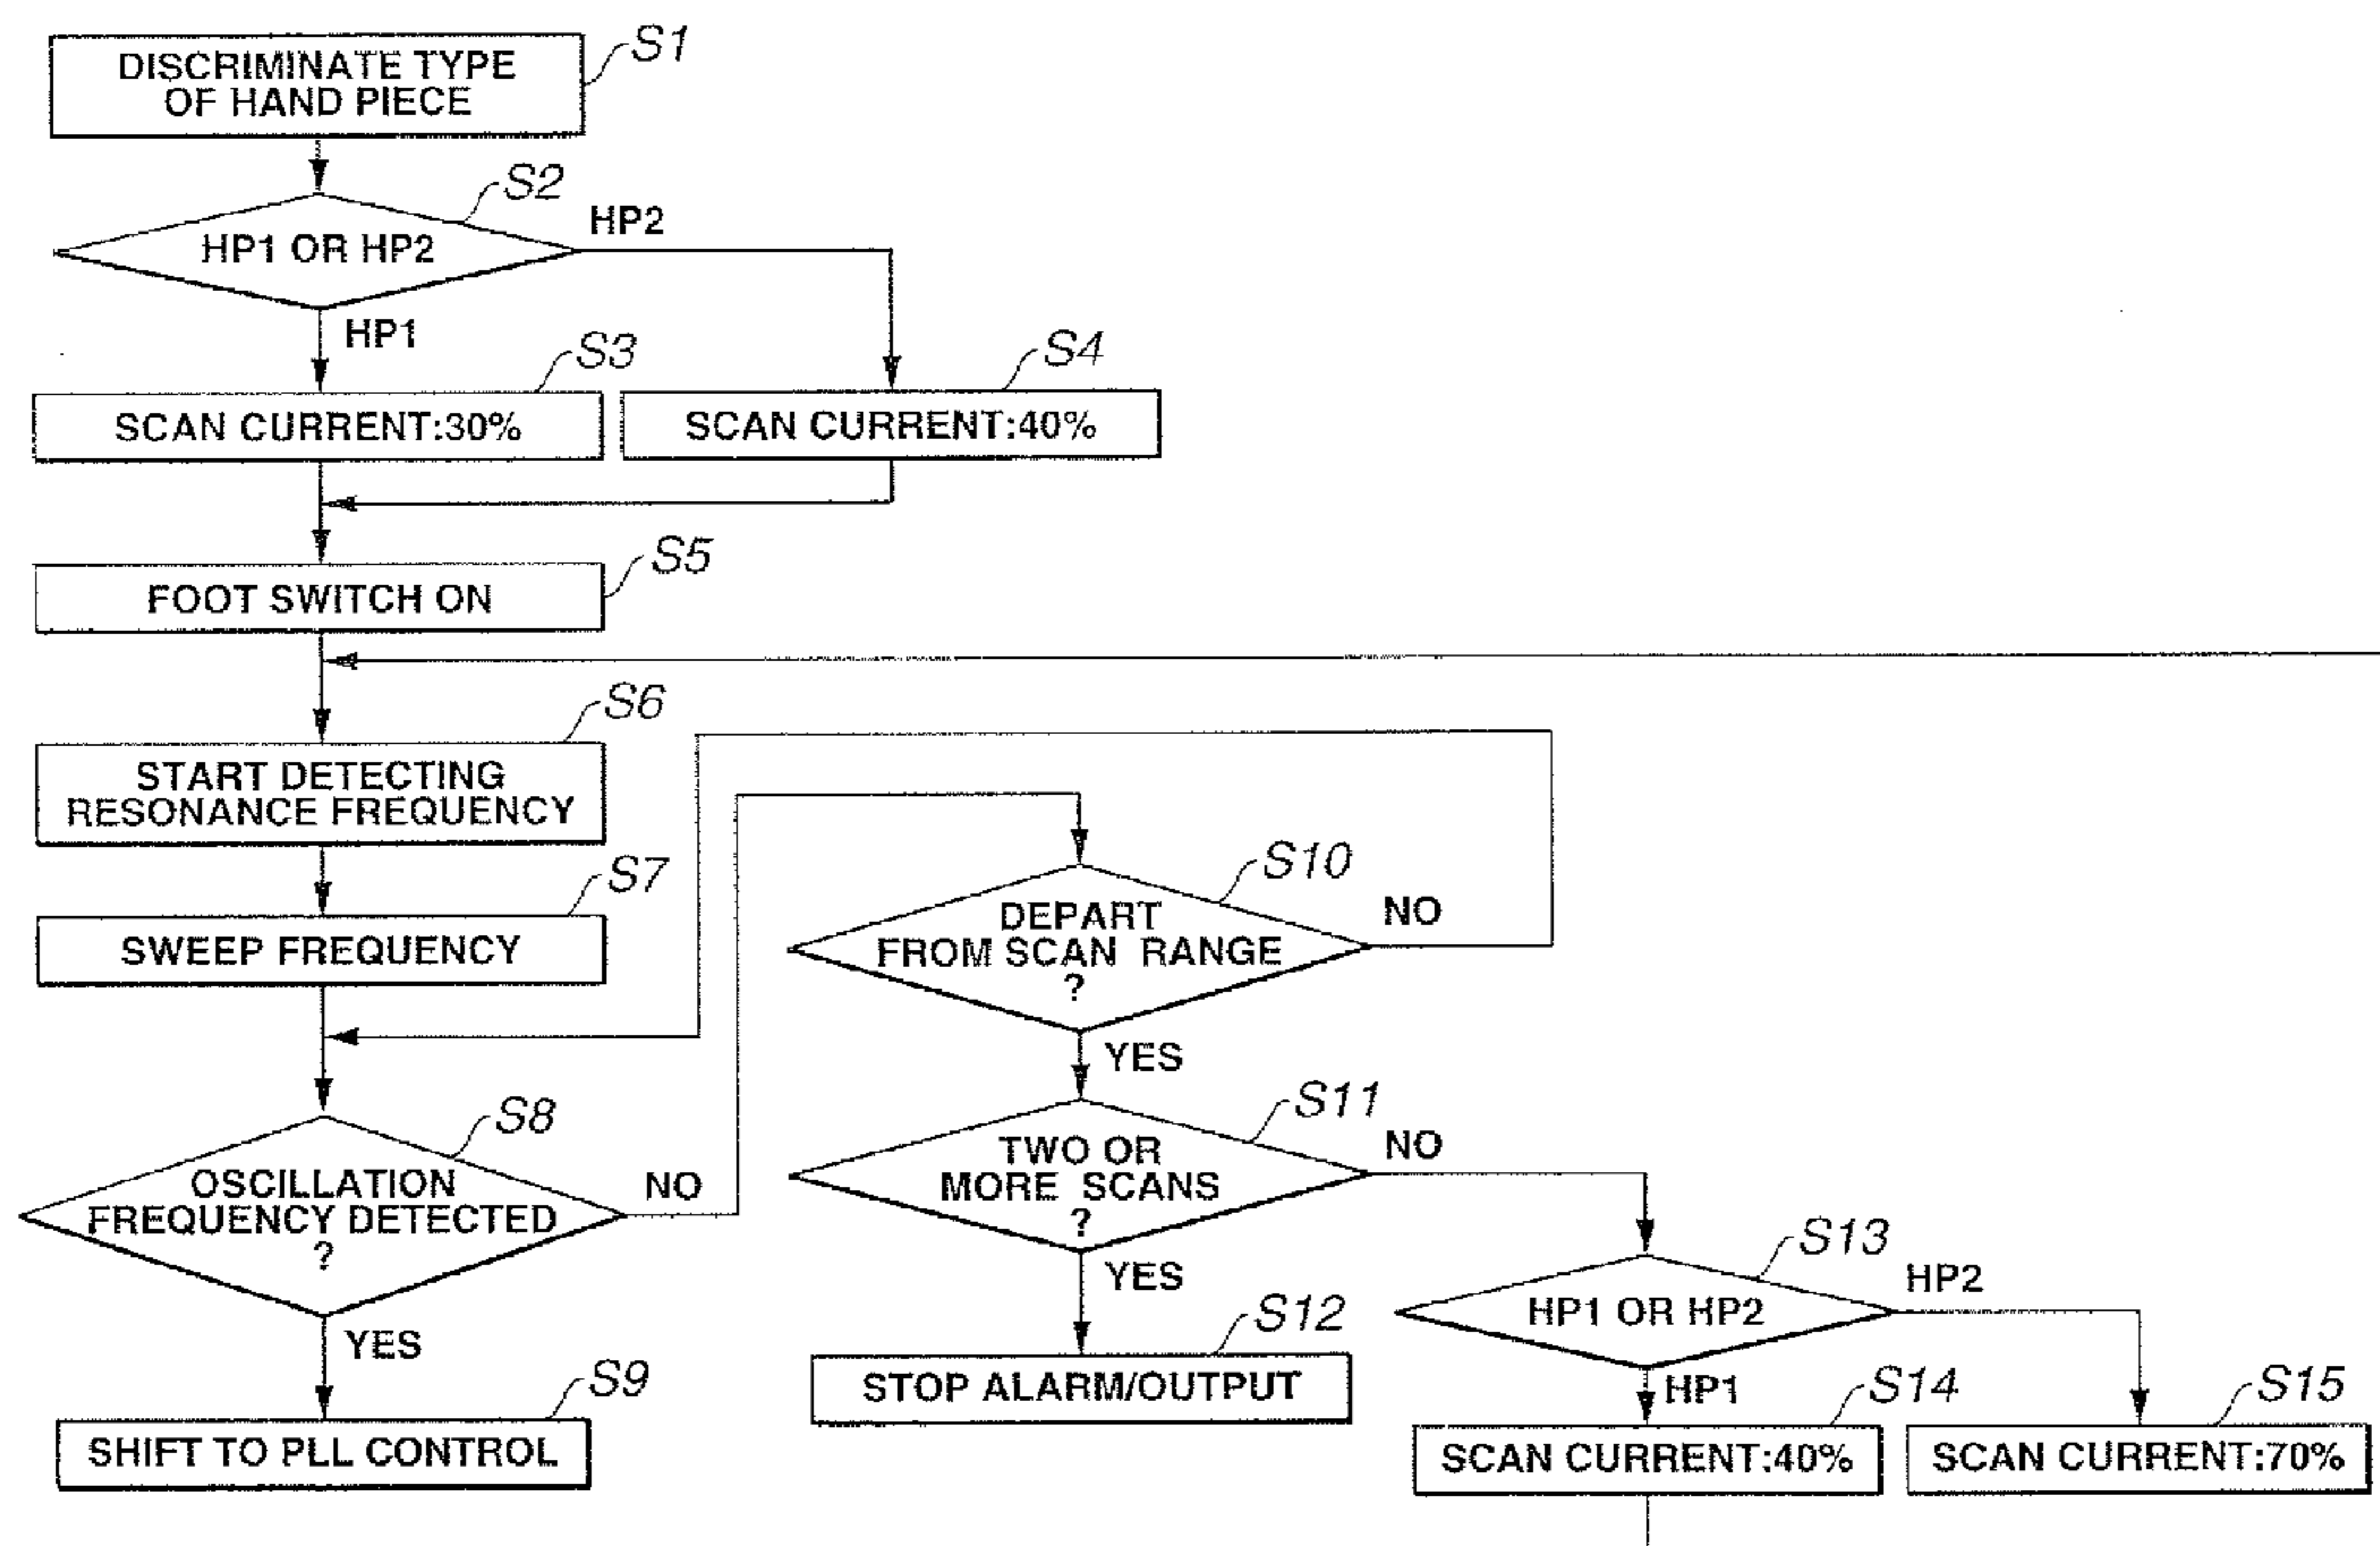 S1
DISCRIMINATE TYPE
OF HAND PIECE
S2
HP1 OR HP2
HP2
HP1
S3
SCAN CURRENT:30%
S4
SCAN CURRENT:40%
S5
FOOT SWITCH ON
S6
START DETECTING
RESONANCE FREQUENCY
S7
SWEEP FREQUENCY
S8
OSCILLATION
FREQUENCY DETECTED
?
NO
YES
S9
SHIFT TO PLL CONTROL
S10
DEPART
FROM SCAN RANGE
?
NO
YES
S11
TWO OR
MORE SCANS
?
NO
YES
S12
STOP ALARM/OUTPUT
S13
HP1 OR HP2
HP2
HP1
S14
SCAN CURRENT:40%
S15
SCAN CURRENT:70%